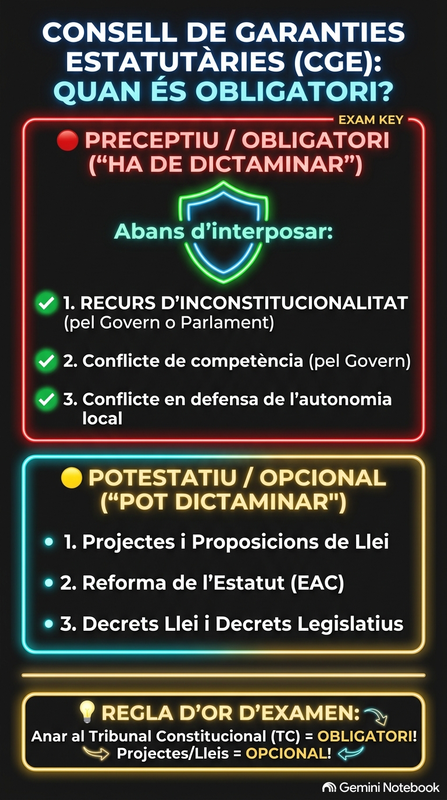 CONSELL DE GARANTIES
ESTATUTÀRIES (CGE):
QUAN ÉS OBLIGATORI?
EXAM KEY
🔴 PRECEPTIU / OBLIGATORI
(“HA DE DICTAMINAR”)
Abans d’interposar:
✅ 1. RECURS D’INCONSTITUCIONALITAT
(pel Govern o Parlament)
✅ 2. Conflicte de competència (pel Govern)
✅ 3. Conflicte en defensa de l’autonomia
local
🟡 POTESTATIU / OPCIONAL
(“POT DICTAMINAR")
• 1. Projectes i Proposicions de Llei
• 2. Reforma de l’Estatut (EAC)
• 3. Decrets Llei i Decrets Legislatius
💡 REGLA D’OR D’EXAMEN:
Anar al Tribunal Constitucional (TC) = OBLIGATORI!
Projectes/Lleis = OPCIONAL!
Gemini Notebook